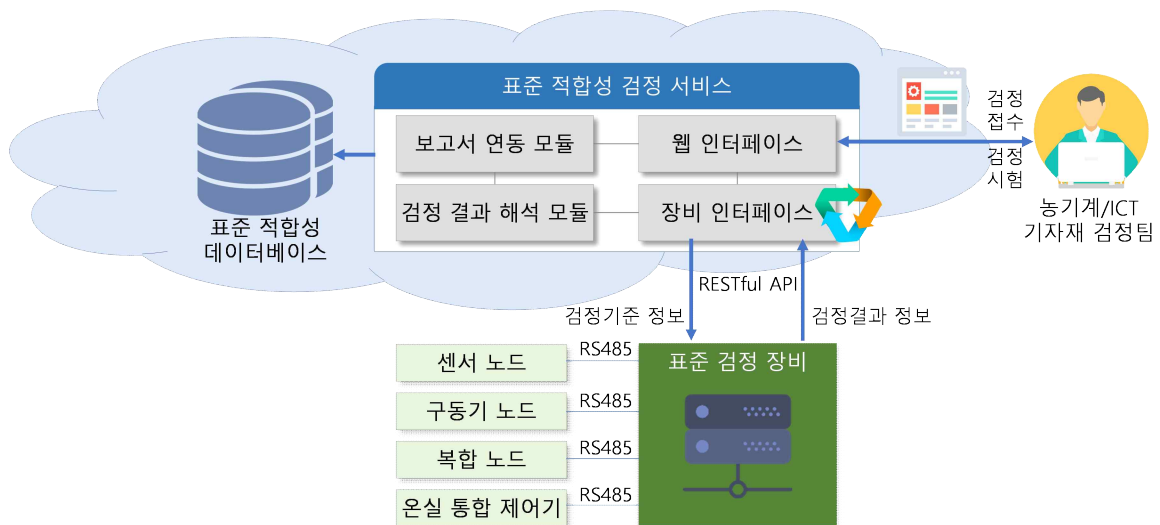 표준 적합성 검정 서비스
보고서 연동 모듈
웹 인터페이스
검정 결과 해석 모듈
장비 인터페이스
표준 적합성
데이터베이스
검정
접수
검정
시험
농기계/ICT
기자재 검정팀
RESTful API
검정기준 정보
검정결과 정보
표준 검정 장비
센서 노드
RS485
구동기 노드
RS485
복합 노드
RS485
온실 통합 제어기
RS485